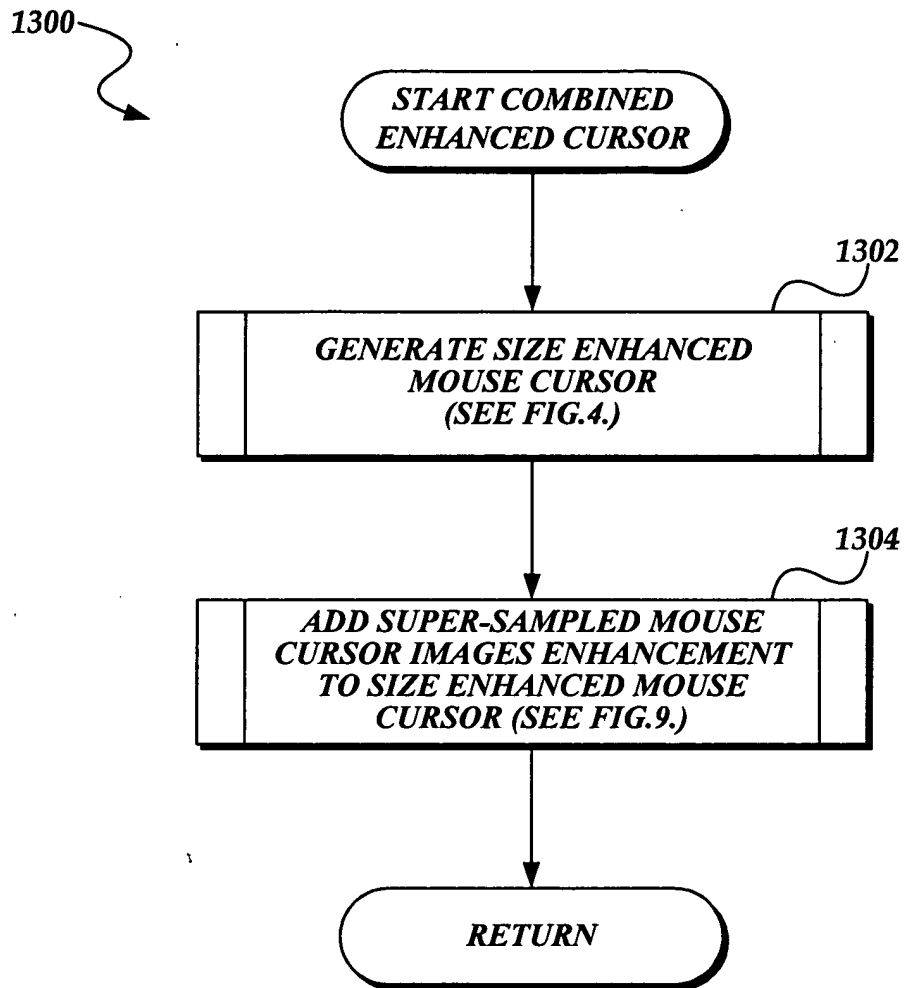 1300
START COMBINED
ENHANCED CURSOR
1302
GENERATE SIZE ENHANCED
MOUSE CURSOR
(SEE FIG.4.)
1304
ADD SUPER-SAMPLED MOUSE
CURSOR IMAGES ENHANCEMENT
TO SIZE ENHANCED MOUSE
CURSOR (SEE FIG.9.)
RETURN